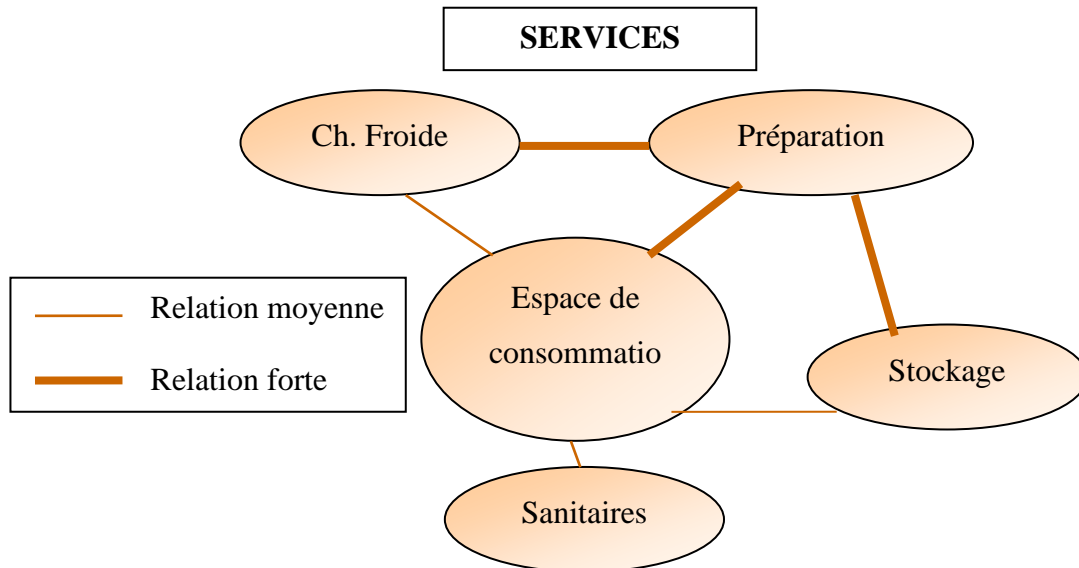 SERVICES
Ch. Froide
Préparation
Espace de
consommatio
Relation moyenne
Relation forte
Stockage
Sanitaires